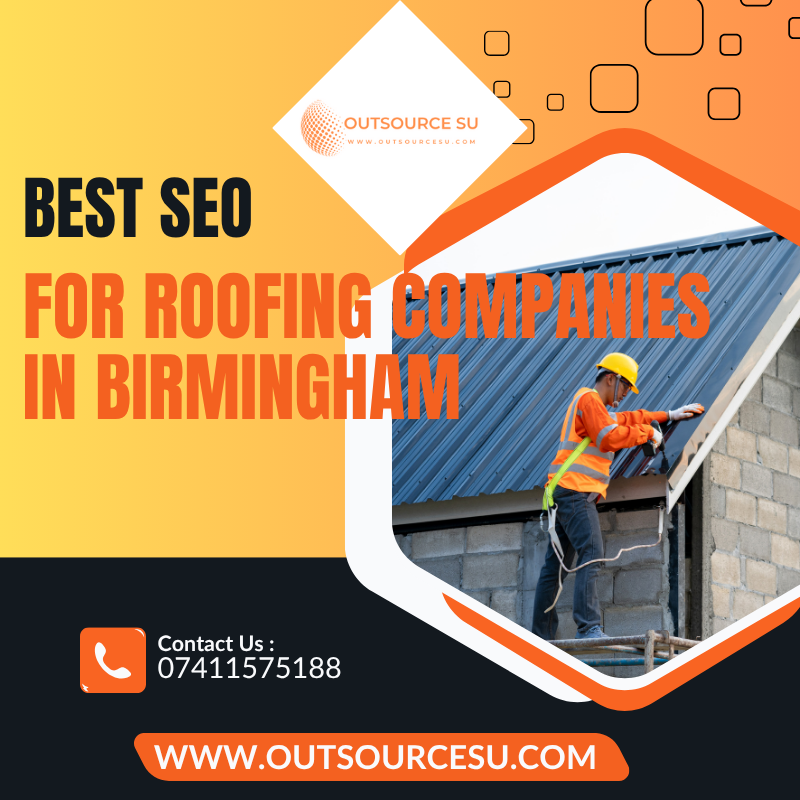 OUTSOURCE SU
WWW.OUTSOURCESU.COM
BEST SEO
FOR ROOFING COMPANIES
IN BIRMINGHAM
Contact Us :
07411575188
WWW.OUTSOURCESU.COM